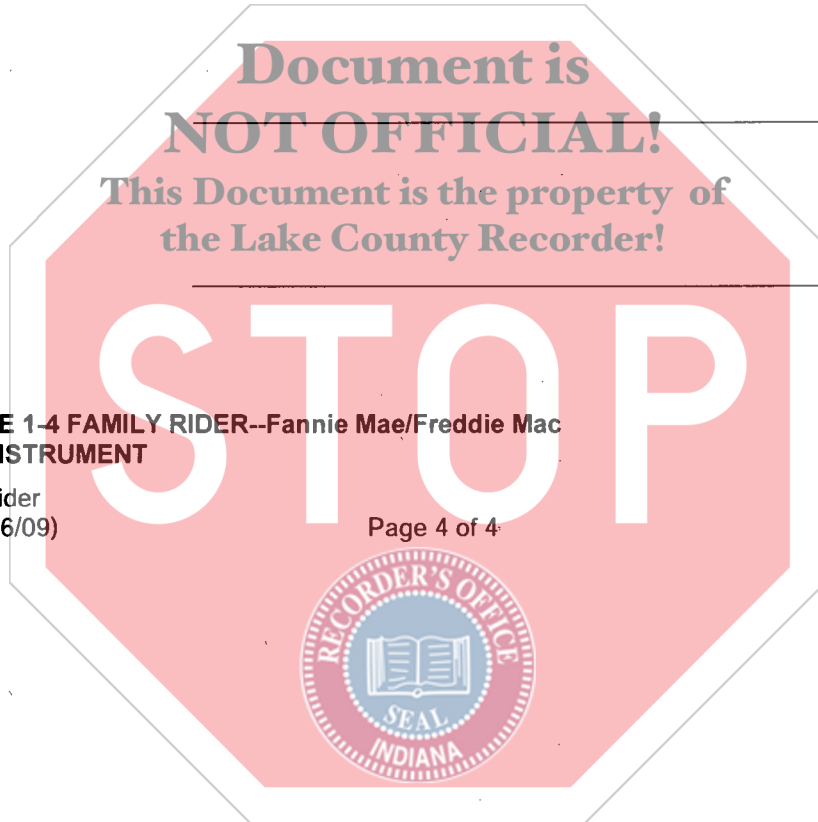 Document is
NOT OFFICIAL!
This Document is the property of
the Lake County Recorder!
STOP
E 1-4 FAMILY RIDER--Fannie Mae/Freddie Mac
STRUMENT
ider
6/09)
Page 4 of 4
RECORDER'S OFFICE
SEAL
INDIANA